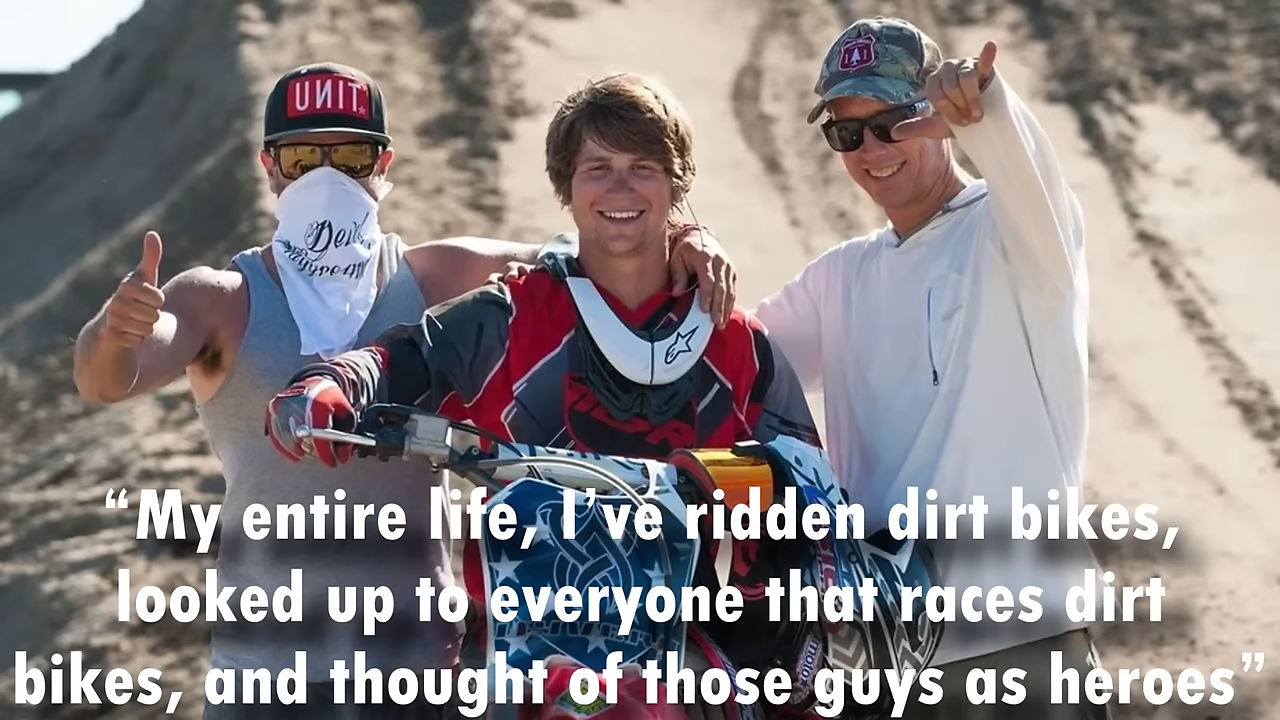 UNIT
“My entire life, I’ve ridden dirt bikes,
looked up to everyone that races dirt
bikes, and thought of those guys as heroes”